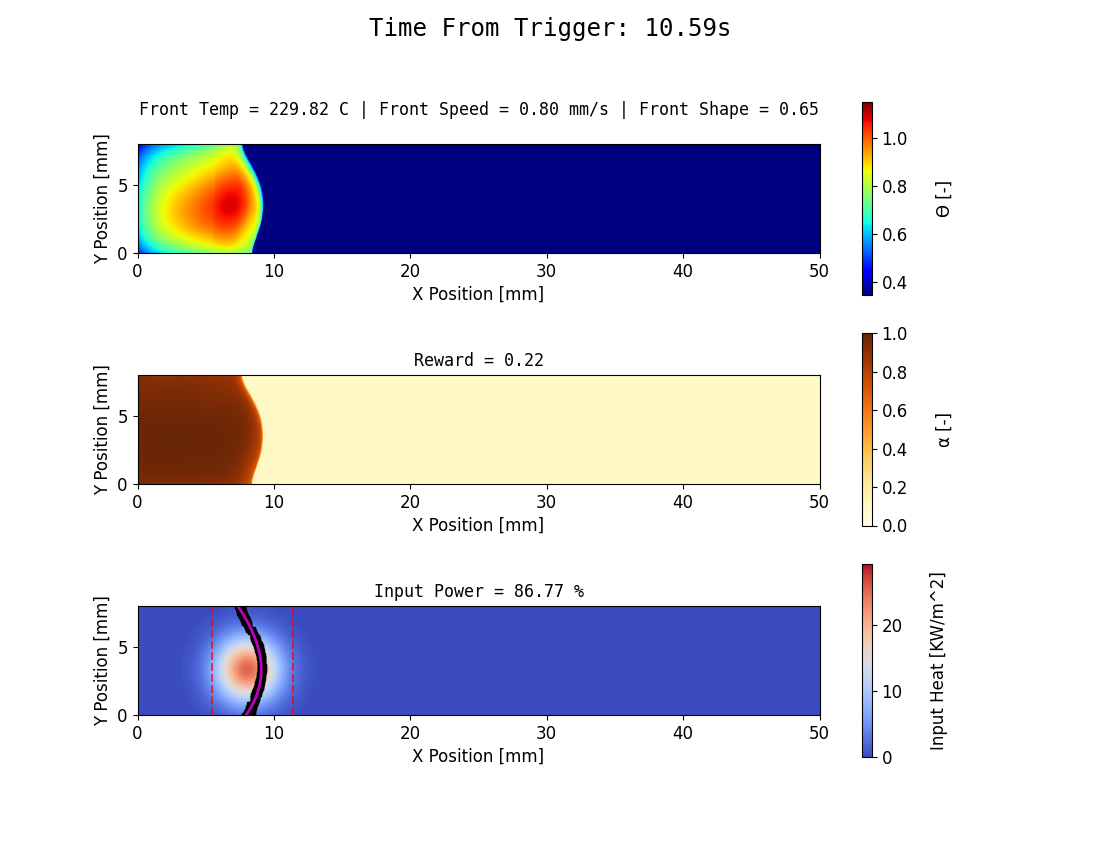 Time From Trigger: 10.59s
Front Temp = 229.82 C | Front Speed = 0.80 mm/s | Front Shape = 0.65
Y Position [mm]
5
0
0 10 20 30 40 50
X Position [mm]
1.0
0.8
0.6
0.4
Θ [-]
Reward = 0.22
Y Position [mm]
5
0
0 10 20 30 40 50
X Position [mm]
1.0
0.8
0.6
0.4
0.2
0.0
α [-]
Input Power = 86.77 %
Y Position [mm]
5
0
0 10 20 30 40 50
X Position [mm]
20
10
0
Input Heat [KW/m^2]